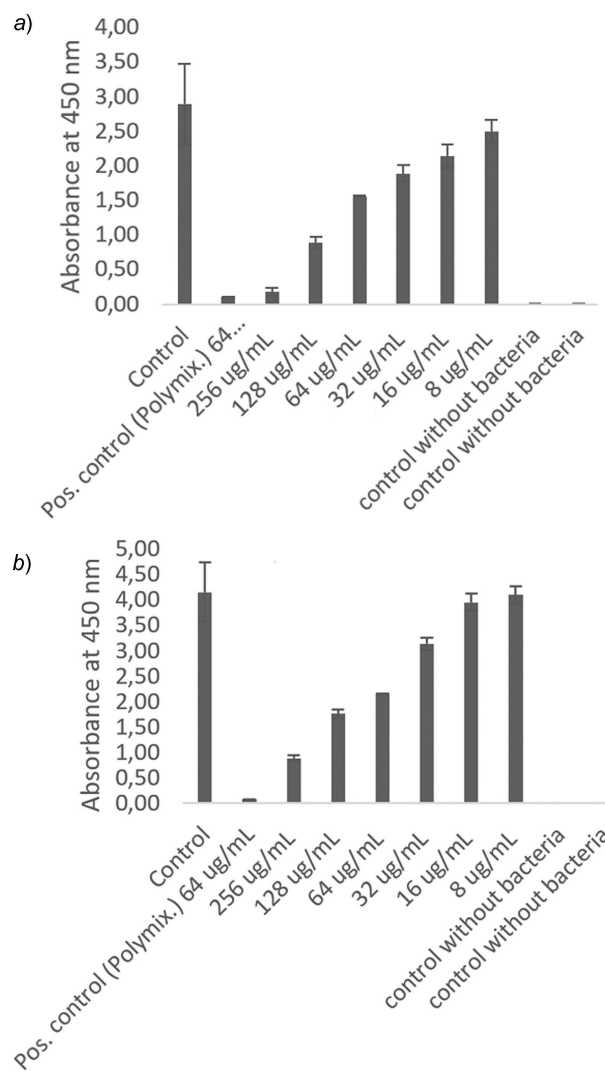 a)
Absorbance at 450 nm
4,00
3,50
3,00
2,50
2,00
1,50
1,00
0,50
0,00
Control
Pos. control (Polymix.) 64...
256 ug/mL
128 ug/mL
64 ug/mL
32 ug/mL
16 ug/mL
8 ug/mL
control without bacteria
control without bacteria
b)
Absorbance at 450 nm
5,00
4,50
4,00
3,50
3,00
2,50
2,00
1,50
1,00
0,50
0,00
Control
Pos. control (Polymix.) 64 ug/mL
256 ug/mL
128 ug/mL
64 ug/mL
32 ug/mL
16 ug/mL
8 ug/mL
control without bacteria
control without bacteria